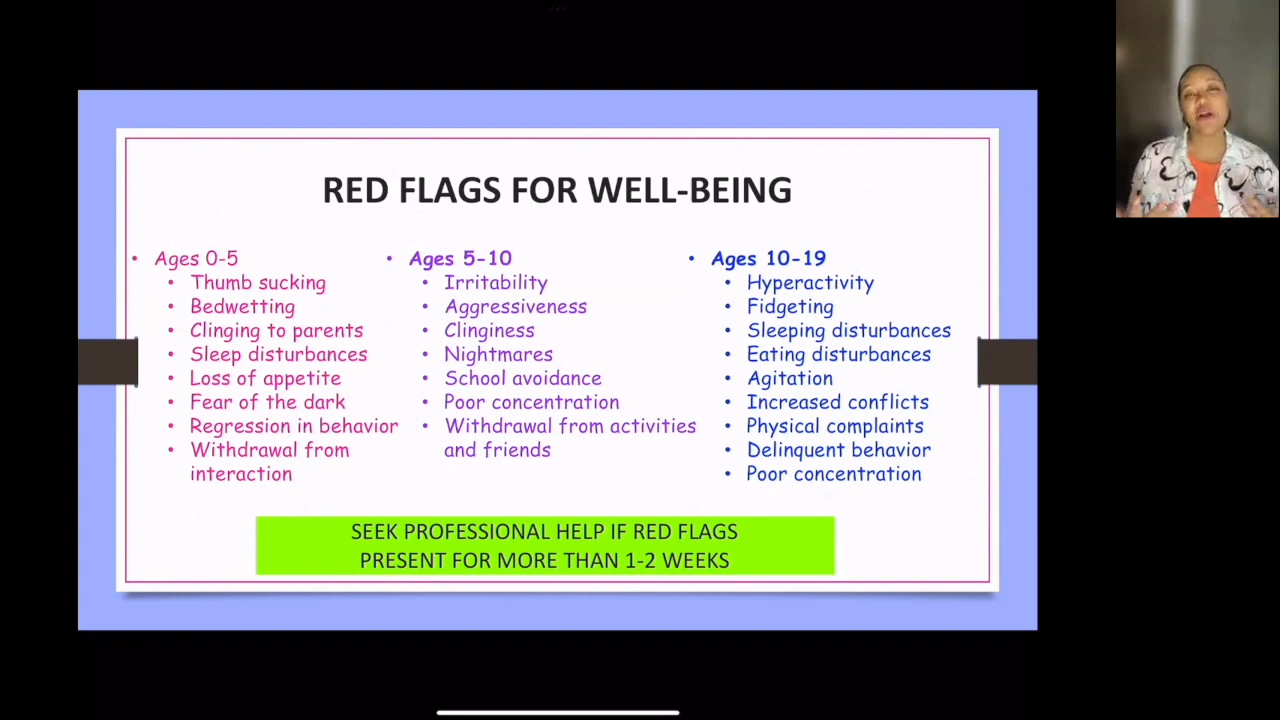 RED FLAGS FOR WELL-BEING
• Ages 0-5
• Thumb sucking
• Bedwetting
• Clinging to parents
• Sleep disturbances
• Loss of appetite
• Fear of the dark
• Regression in behavior
• Withdrawal from
interaction
• Ages 5-10
• Irritability
• Aggressiveness
• Clinginess
• Nightmares
• School avoidance
• Poor concentration
• Withdrawal from activities
and friends
• Ages 10-19
• Hyperactivity
• Fidgeting
• Sleeping disturbances
• Eating disturbances
• Agitation
• Increased conflicts
• Physical complaints
• Delinquent behavior
• Poor concentration
SEEK PROFESSIONAL HELP IF RED FLAGS
PRESENT FOR MORE THAN 1-2 WEEKS